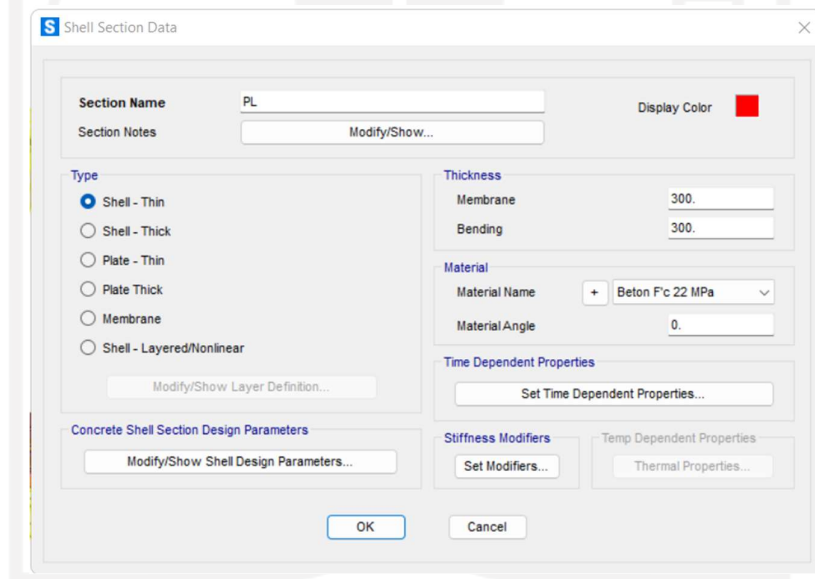 S Shell Section Data
Section Name PL Display Color
Section Notes Modify/Show...
Type
Shell - Thin
Shell - Thick
Plate - Thin
Plate Thick
Membrane
Shell - Layered/Nonlinear
Modify/Show Layer Definition...
Concrete Shell Section Design Parameters
Modify/Show Shell Design Parameters...
Thickness
Membrane 300.
Bending 300.
Material
Material Name + Beton F'c 22 MPa
Material Angle 0.
Time Dependent Properties
Set Time Dependent Properties...
Stiffness Modifiers
Set Modifiers...
Temp Dependent Properties
Thermal Properties...
OK Cancel